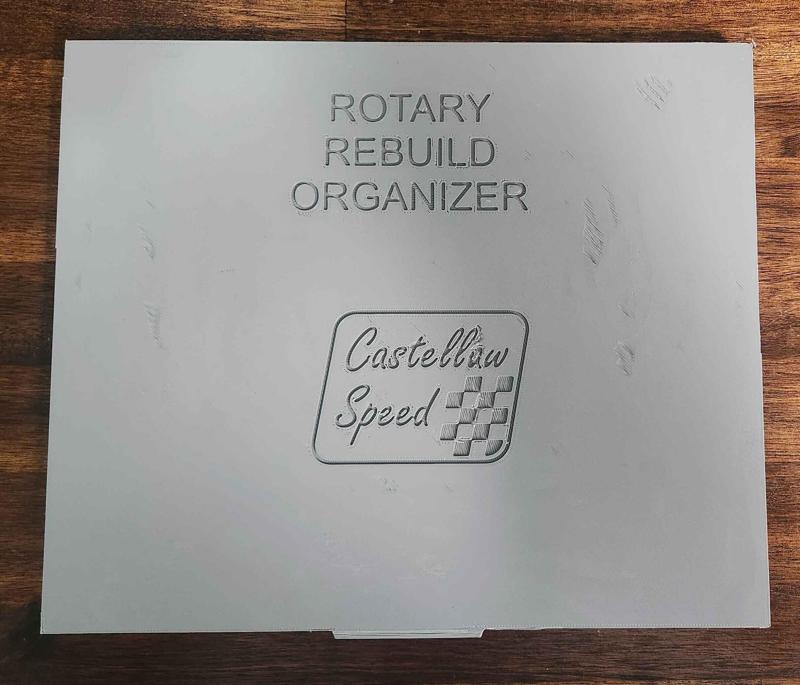 ROTARY
REBUILD
ORGANIZER
Castellaw
Speed